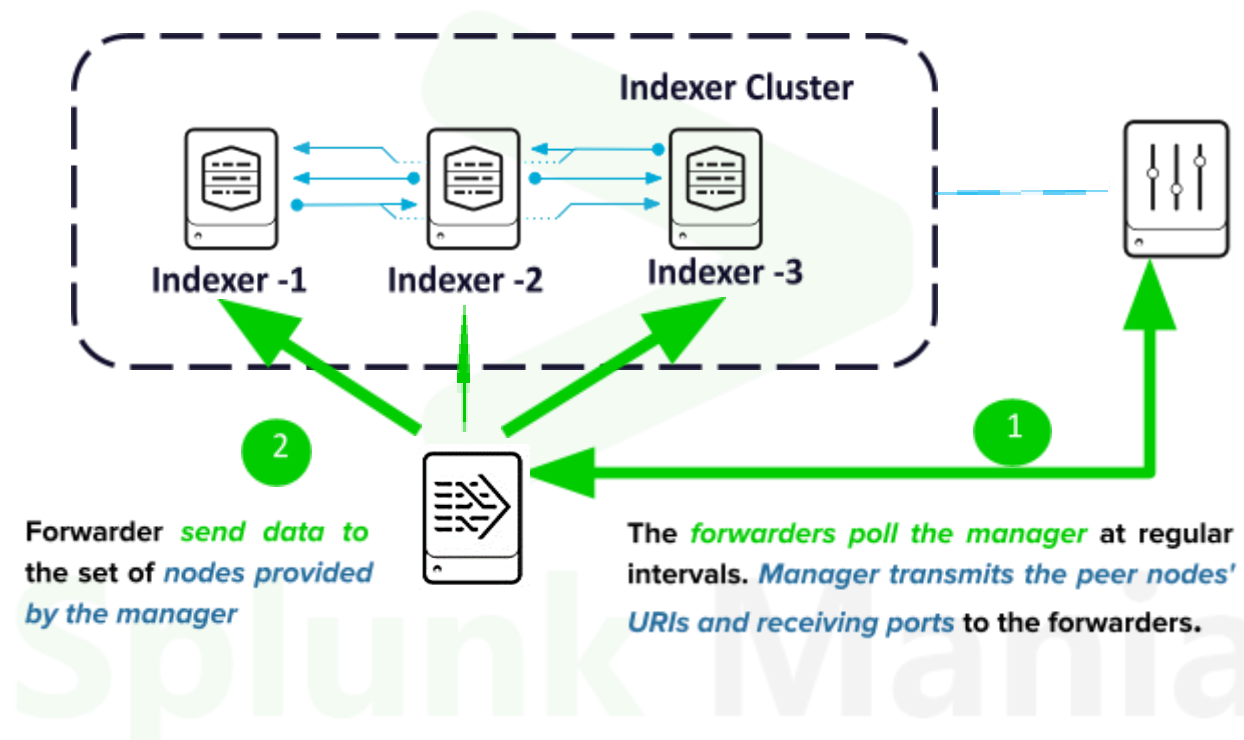 Indexer Cluster
Indexer -1
Indexer -2
Indexer -3
1
2
Forwarder send data to
the set of nodes provided
by the manager
The forwarders poll the manager at regular
intervals. Manager transmits the peer nodes'
URIs and receiving ports to the forwarders.
Splunk Mania